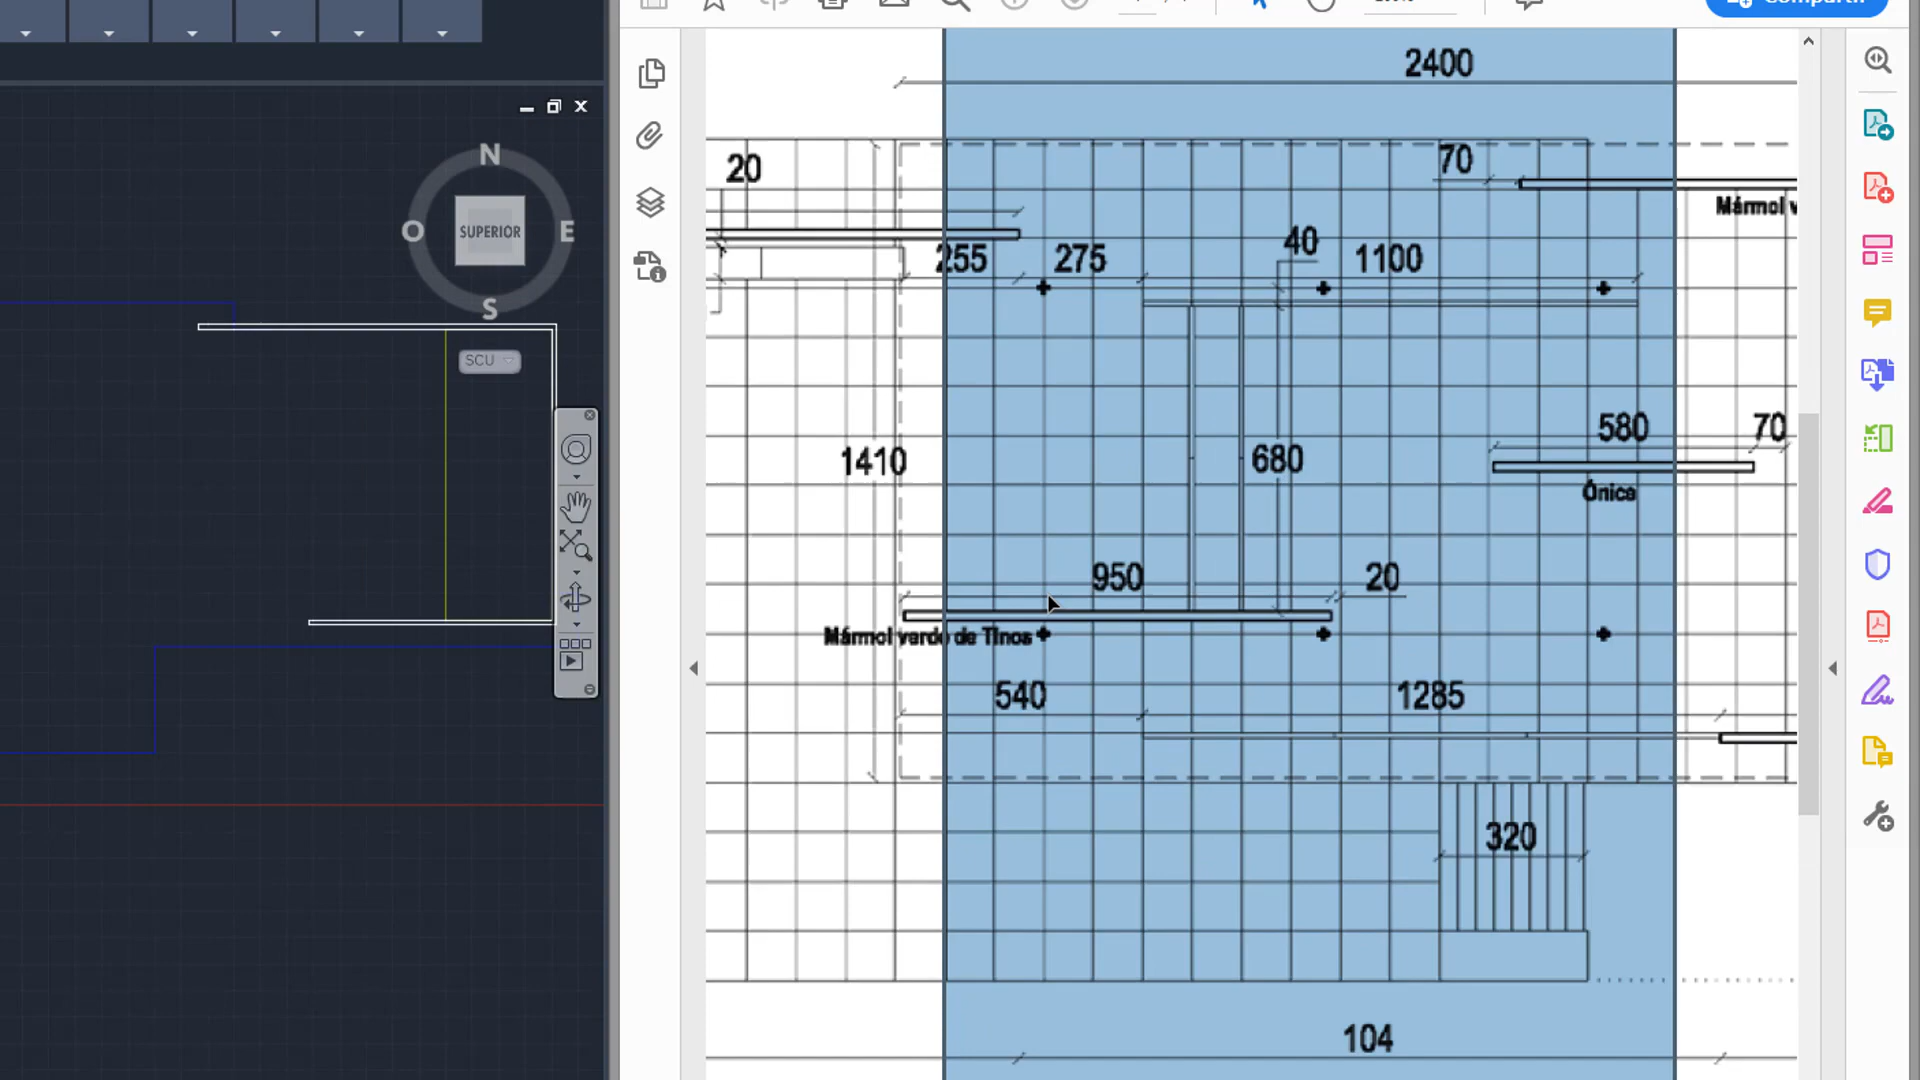 Compartir
2400
N
20
70
Mármol v
O
SUPERIOR
E
255
275
40
1100
S
SCU
580
70
1410
680
Ónice
950
20
Mármol verde de Tinos
540
1285
320
104